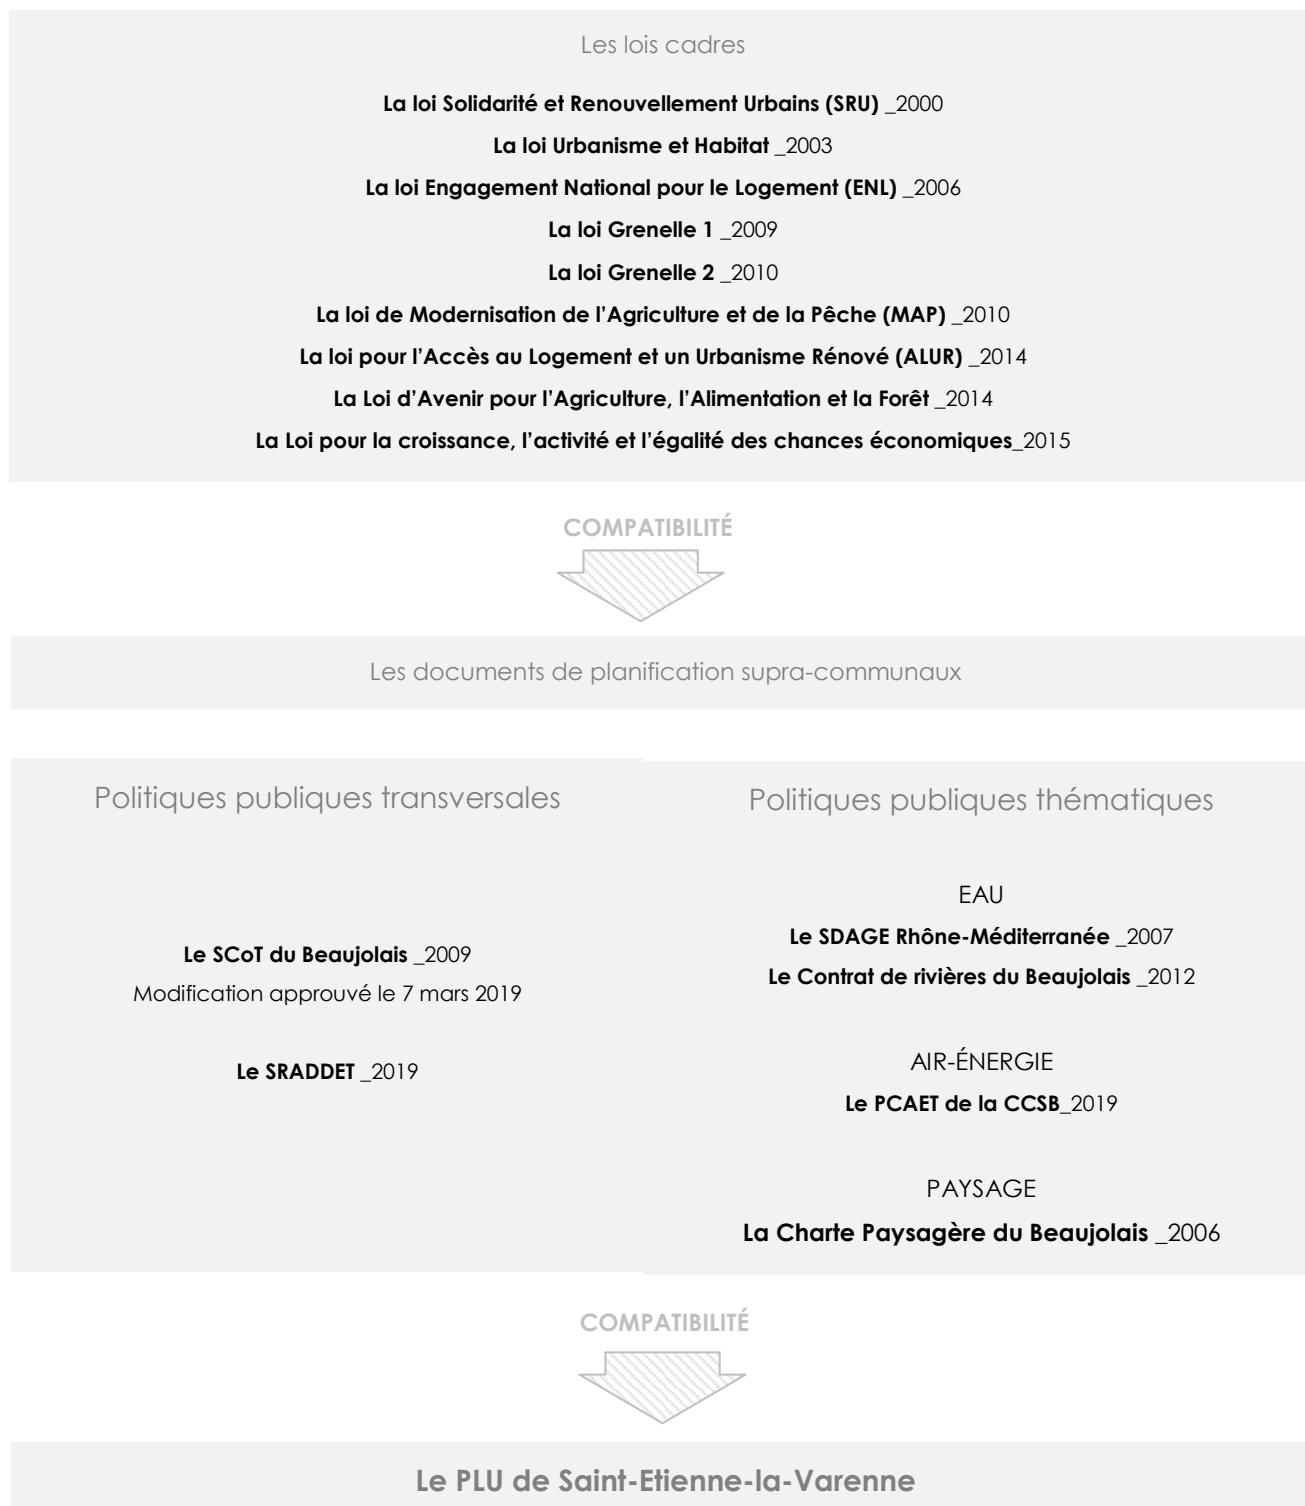 Les lois cadres
La loi Solidarité et Renouvellement Urbains (SRU) _2000
La loi Urbanisme et Habitat _2003
La loi Engagement National pour le Logement (ENL) _2006
La loi Grenelle 1 _2009
La loi Grenelle 2 _2010
La loi de Modernisation de l'Agriculture et de la Pêche (MAP) _2010
La loi pour l'Accès au Logement et un Urbanisme Rénové (ALUR) _2014
La Loi d'Avenir pour l'Agriculture, l'Alimentation et la Forêt _2014
La Loi pour la croissance, l'activité et l'égalité des chances économiques_2015
COMPATIBILITÉ
Les documents de planification supra-communaux
Politiques publiques transversales
Le SCoT du Beaujolais _2009
Modification approuvé le 7 mars 2019
Le SRADDET _2019
Politiques publiques thématiques
EAU
Le SDAGE Rhône-Méditerranée _2007
Le Contrat de rivières du Beaujolais _2012
AIR-ÉNERGIE
Le PCAET de la CCSB_2019
PAYSAGE
La Charte Paysagère du Beaujolais _2006
COMPATIBILITÉ
Le PLU de Saint-Etienne-la-Varenne